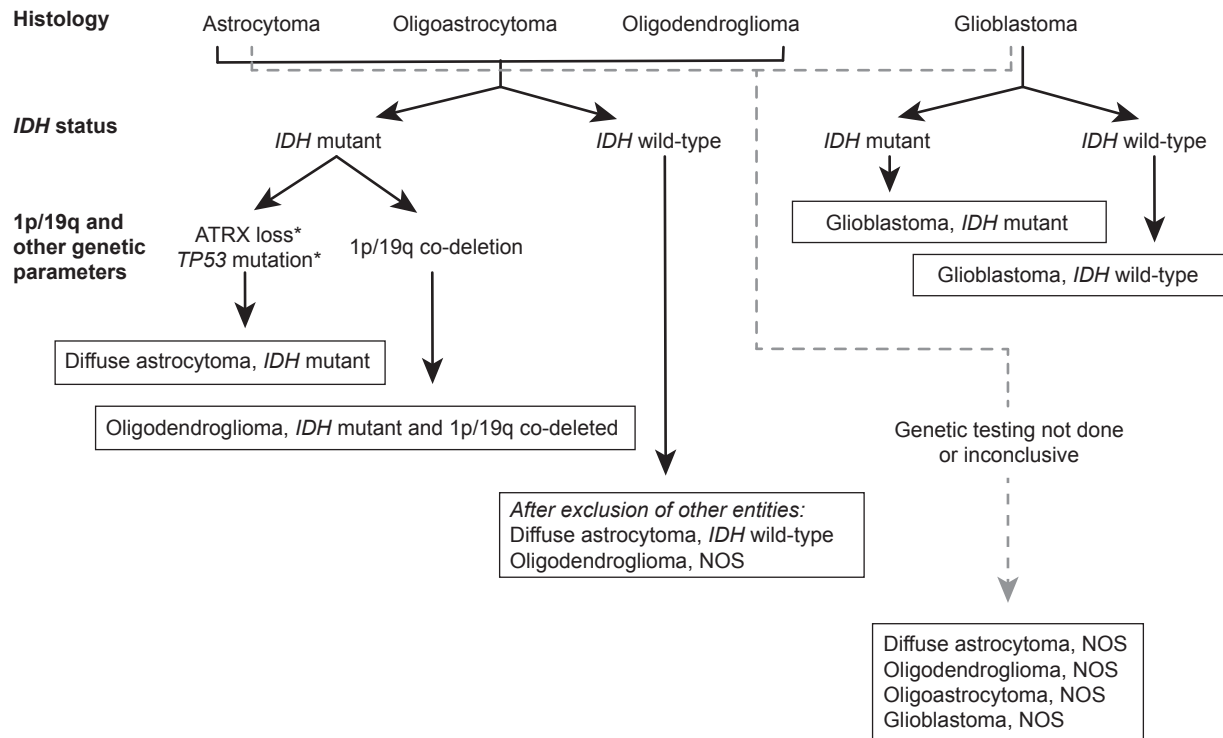 Histology
Astrocytoma
Oligoastrocytoma
Oligodendroglioma
Glioblastoma
IDH status
IDH mutant
IDH wild-type
IDH mutant
IDH wild-type
1p/19q and
other genetic
parameters
ATRX loss*
TP53 mutation*
1p/19q co-deletion
Glioblastoma, IDH mutant
Glioblastoma, IDH wild-type
Diffuse astrocytoma, IDH mutant
Oligodendroglioma, IDH mutant and 1p/19q co-deleted
Genetic testing not done
or inconclusive
After exclusion of other entities:
Diffuse astrocytoma, IDH wild-type
Oligodendroglioma, NOS
Diffuse astrocytoma, NOS
Oligodendroglioma, NOS
Oligoastrocytoma, NOS
Glioblastoma, NOS